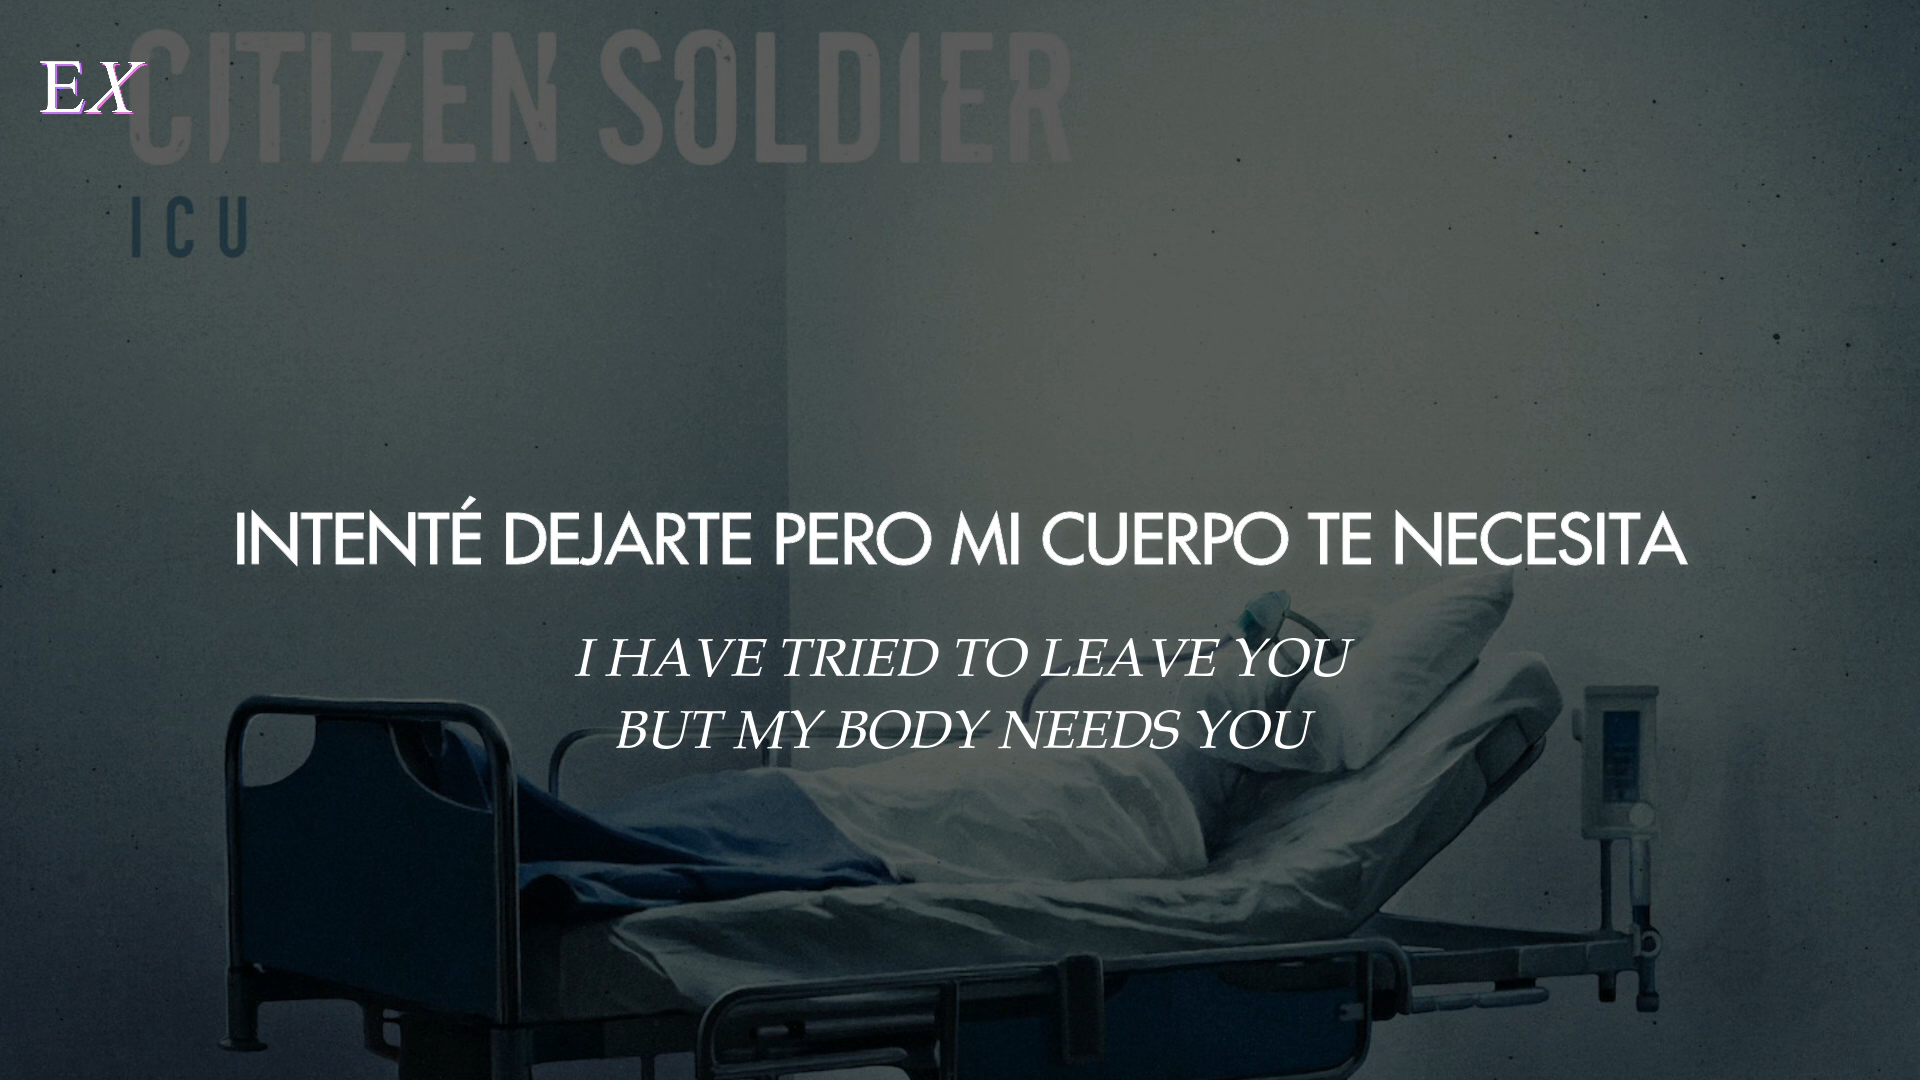 CITIZEN SOLDIER
EX
ICU
INTENTÉ DEJARTE PERO MI CUERPO TE NECESITA
I HAVE TRIED TO LEAVE YOU
BUT MY BODY NEEDS YOU